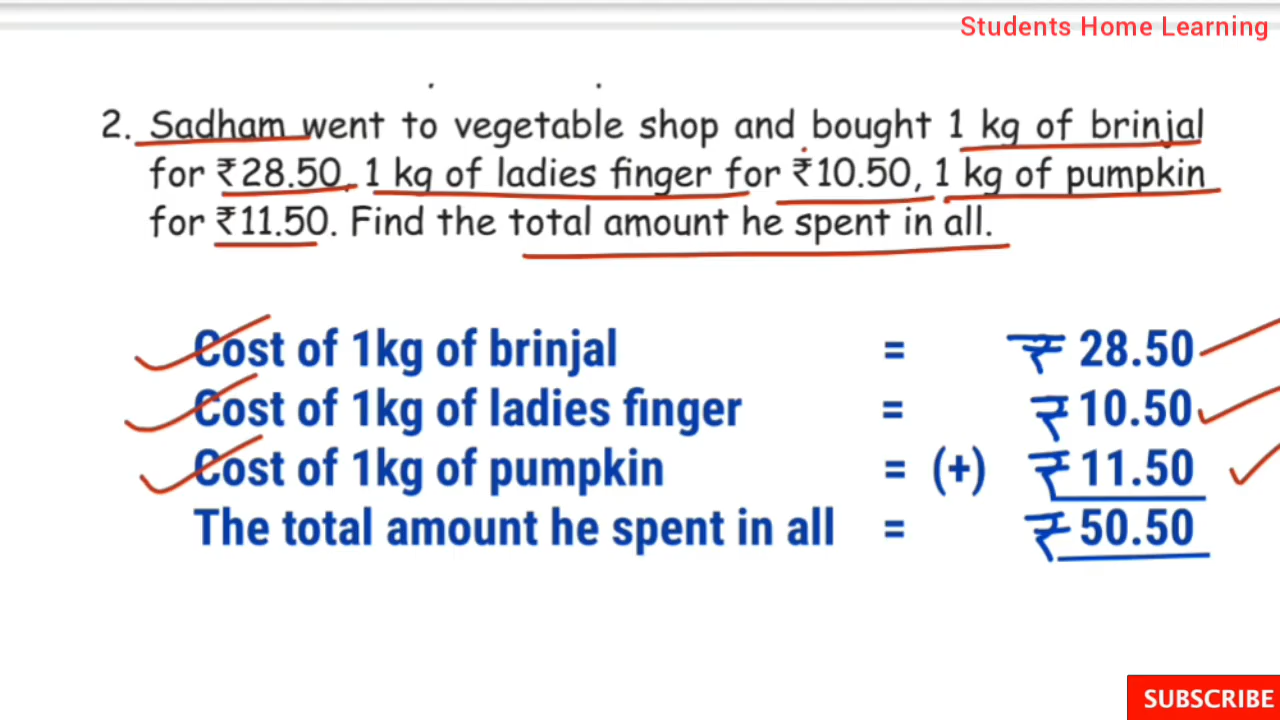 Students Home Learning
2. Sadham went to vegetable shop and bought 1 kg of brinjal
for ₹28.50, 1 kg of ladies finger for ₹10.50, 1 kg of pumpkin
for ₹11.50. Find the total amount he spent in all.
Cost of 1kg of brinjal = ₹ 28.50
Cost of 1kg of ladies finger = ₹ 10.50
Cost of 1kg of pumpkin = (+) ₹ 11.50
The total amount he spent in all = ₹ 50.50
SUBSCRIBE